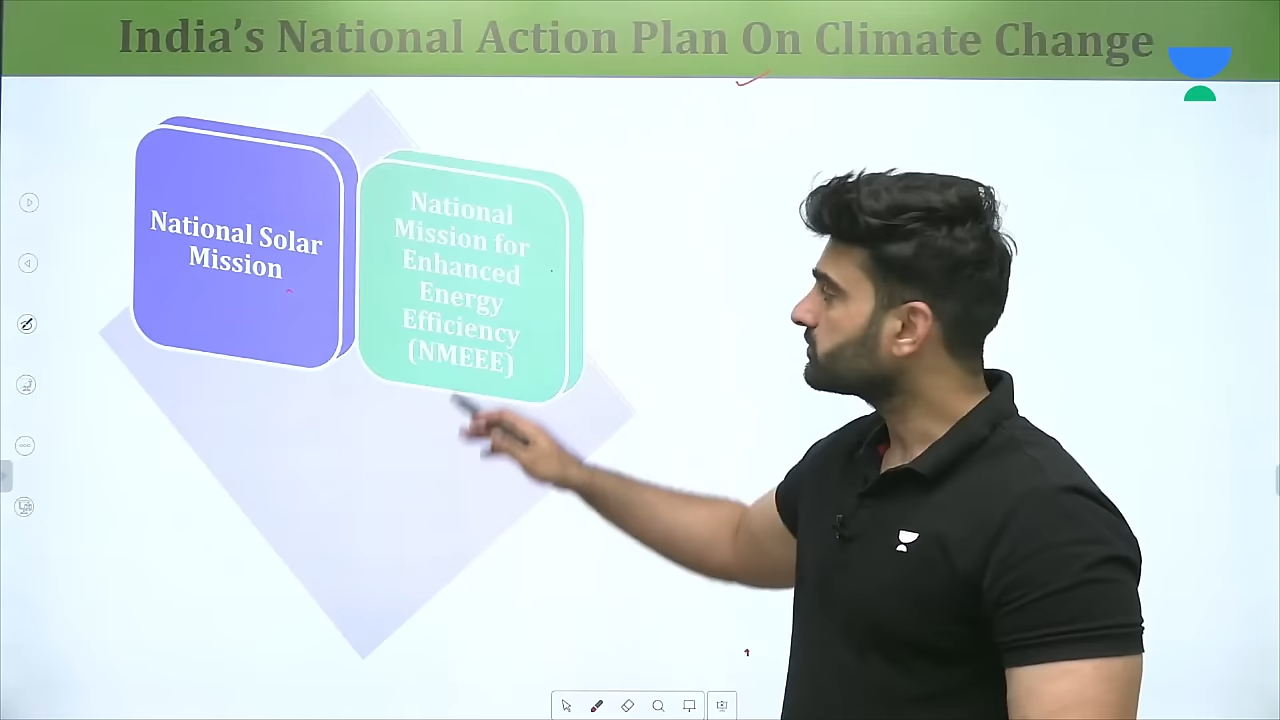 India's National Action Plan On Climate Change
National Solar
Mission
National
Mission for
Enhanced
Energy
Efficiency
(NMEEE)